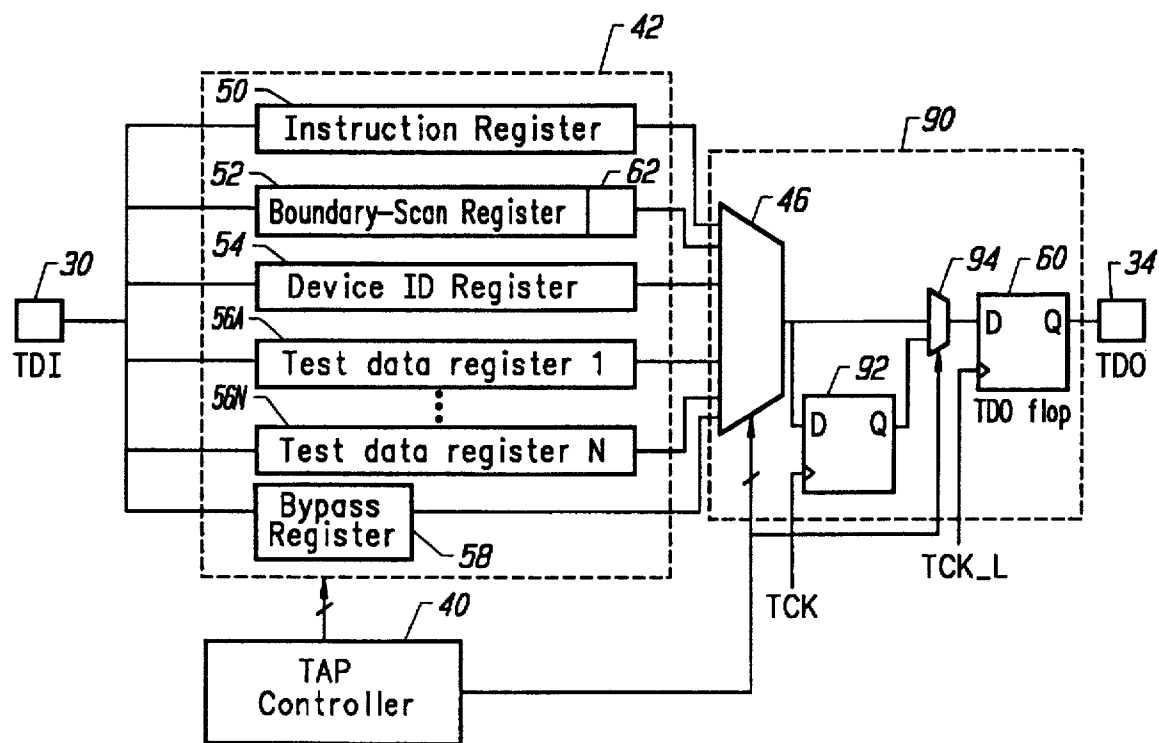 42
50
Instruction Register
90
52
62
46
Boundary-Scan Register
54
30
Device ID Register
94
60
34
56A
D Q
TDI
Test data register 1
TDO
92
TDO flop
56N
D Q
Test data register N
Bypass
Register
58
TCK_L
TCK
40
TAP
Controller